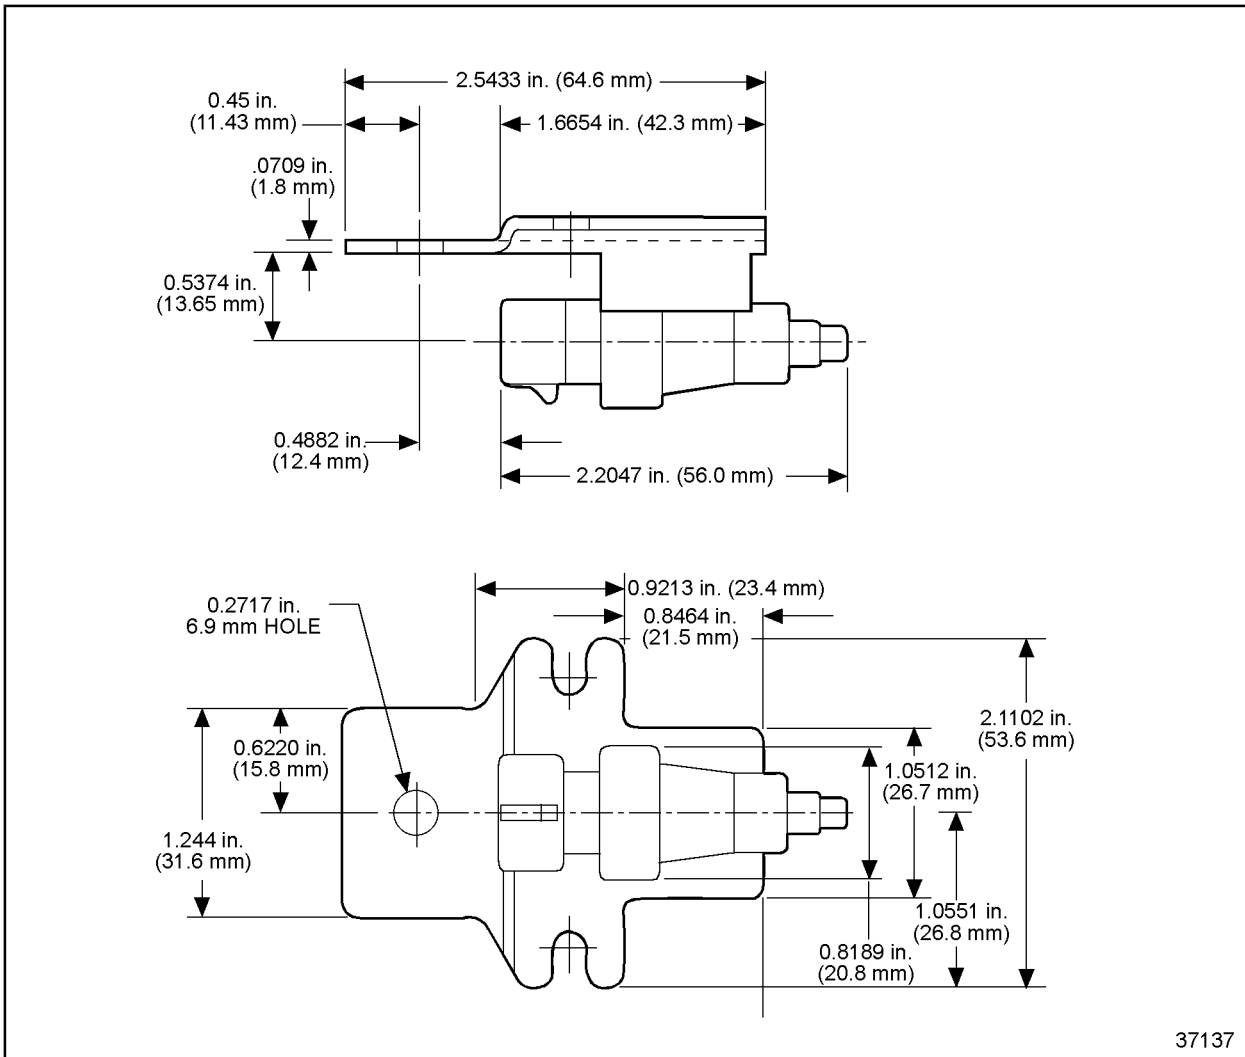 2.5433 in. (64.6 mm)
0.45 in.
(11.43 mm)
1.6654 in. (42.3 mm)
.0709 in.
(1.8 mm)
0.5374 in.
(13.65 mm)
0.4882 in.
(12.4 mm)
2.2047 in. (56.0 mm)
0.9213 in. (23.4 mm)
0.2717 in.
6.9 mm HOLE
0.8464 in.
(21.5 mm)
2.1102 in.
(53.6 mm)
0.6220 in.
(15.8 mm)
1.0512 in.
(26.7 mm)
1.244 in.
(31.6 mm)
1.0551 in.
(26.8 mm)
0.8189 in.
(20.8 mm)
37137